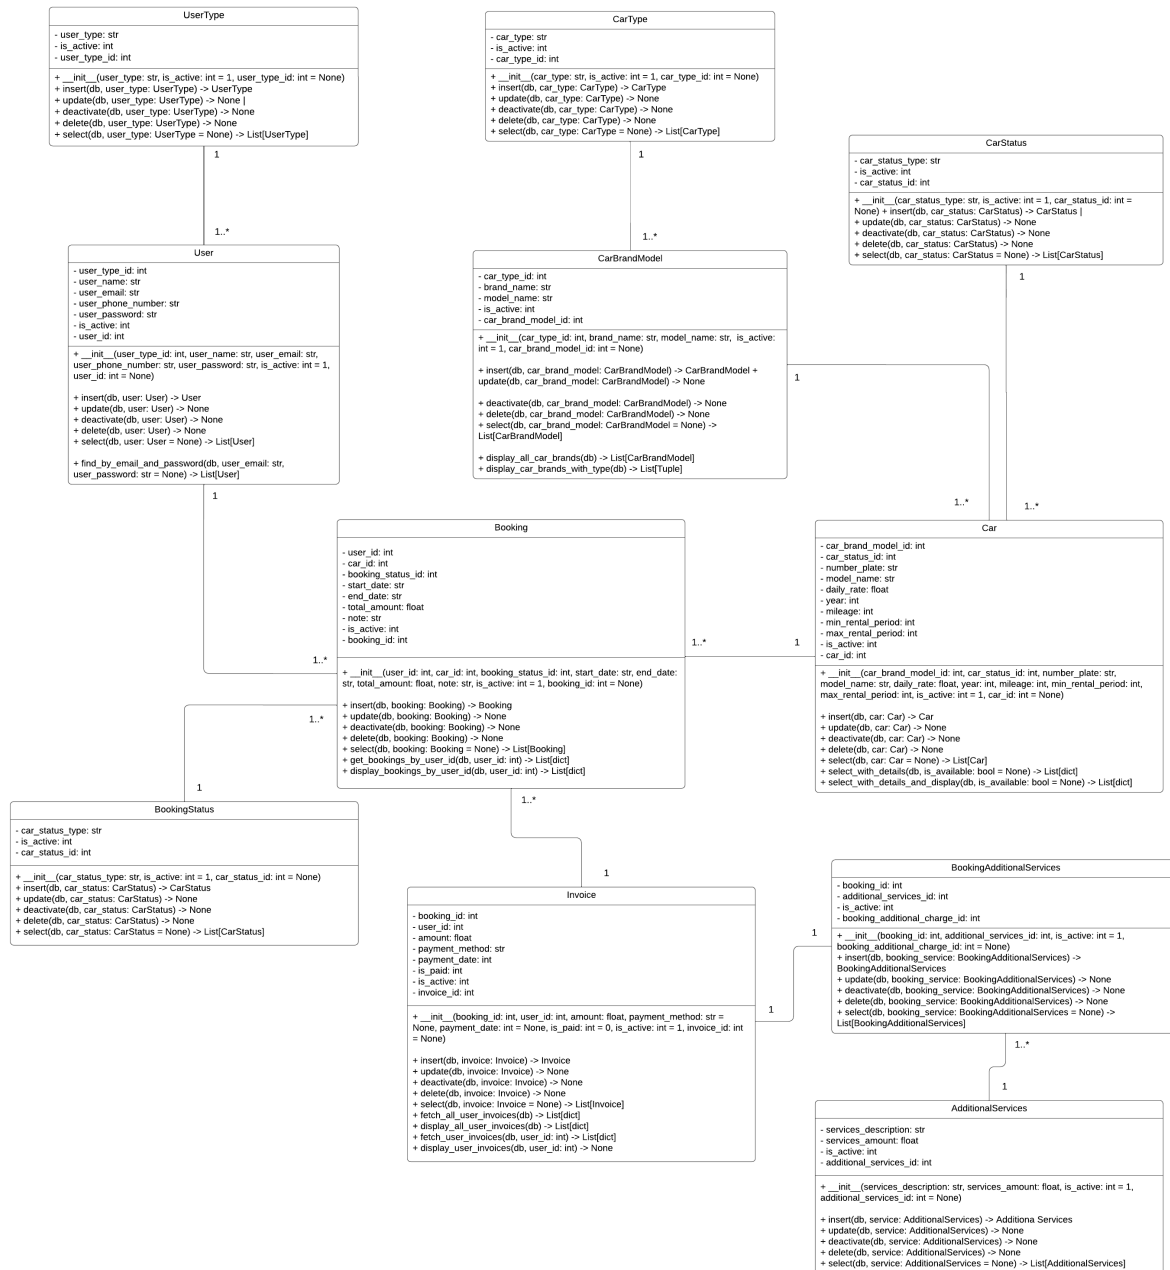 UserType
- user_type: str
- is_active: int
- user_type_id: int
+ __init__(user_type: str, is_active: int = 1, user_type_id: int = None)
+ insert(db, user_type: UserType) -> UserType
+ update(db, user_type: UserType) -> None |
+ deactivate(db, user_type: UserType) -> None
+ delete(db, user_type: UserType) -> None
+ select(db, user_type: UserType = None) -> List[UserType]
1
1..*
CarType
- car_type: str
- is_active: int
- car_type_id: int
+ __init__(car_type: str, is_active: int = 1, car_type_id: int = None)
+ insert(db, car_type: CarType) -> CarType
+ update(db, car_type: CarType) -> None
+ deactivate(db, car_type: CarType) -> None
+ delete(db, car_type: CarType) -> None
+ select(db, car_type: CarType = None) -> List[CarType]
1
1..*
CarStatus
- car_status_type: str
- is_active: int
- car_status_id: int
+ __init__(car_status_type: str, is_active: int = 1, car_status_id: int =
None) + insert(db, car_status: CarStatus) -> CarStatus |
+ update(db, car_status: CarStatus) -> None
+ deactivate(db, car_status: CarStatus) -> None
+ delete(db, car_status: CarStatus) -> None
+ select(db, car_status: CarStatus = None) -> List[CarStatus]
1
User
- user_type_id: int
- user_name: str
- user_email: str
- user_phone_number: str
- user_password: str
- is_active: int
- user_id: int
+ __init__(user_type_id: int, user_name: str, user_email: str,
user_phone_number: str, user_password: str, is_active: int = 1,
user_id: int = None)
+ insert(db, user: User) -> User
+ update(db, user: User) -> None
+ deactivate(db, user: User) -> None
+ delete(db, user: User) -> None
+ select(db, user: User = None) -> List[User]
+ find_by_email_and_password(db, user_email: str,
user_password: str = None) -> List[User]
1
CarBrandModel
- car_type_id: int
- brand_name: str
- model_name: str
- is_active: int
- car_brand_model_id: int
+ __init__(car_type_id: int, brand_name: str, model_name: str,  is_active:
int = 1, car_brand_model_id: int = None)
+ insert(db, car_brand_model: CarBrandModel) -> CarBrandModel +
update(db, car_brand_model: CarBrandModel) -> None
+ deactivate(db, car_brand_model: CarBrandModel) -> None
+ delete(db, car_brand_model: CarBrandModel) -> None
+ select(db, car_brand_model: CarBrandModel = None) ->
List[CarBrandModel]
+ display_all_car_brands(db) -> List[CarBrandModel]
+ display_car_brands_with_type(db) -> List[Tuple]
1
1..*
1..*
Booking
- user_id: int
- car_id: int
- booking_status_id: int
- start_date: str
- end_date: str
- total_amount: float
- note: str
- is_active: int
- booking_id: int
+ __init__(user_id: int, car_id: int, booking_status_id: int, start_date: str, end_date:
str, total_amount: float, note: str, is_active: int = 1, booking_id: int = None)
+ insert(db, booking: Booking) -> Booking
+ update(db, booking: Booking) -> None
+ deactivate(db, booking: Booking) -> None
+ delete(db, booking: Booking) -> None
+ select(db, booking: Booking = None) -> List[Booking]
+ get_bookings_by_user_id(db, user_id: int) -> List[dict]
+ display_bookings_by_user_id(db, user_id: int) -> List[dict]
1..*
1..*
1..*
1
1..*
1
Car
- car_brand_model_id: int
- car_status_id: int
- number_plate: str
- model_name: str
- daily_rate: float
- year: int
- mileage: int
- min_rental_period: int
- max_rental_period: int
- is_active: int
- car_id: int
+ __init__(car_brand_model_id: int, car_status_id: int, number_plate: str,
model_name: str, daily_rate: float, year: int, mileage: int, min_rental_period: int,
max_rental_period: int, is_active: int = 1, car_id: int = None)
+ insert(db, car: Car) -> Car
+ update(db, car: Car) -> None
+ deactivate(db, car: Car) -> None
+ delete(db, car: Car) -> None
+ select(db, car: Car = None) -> List[Car]
+ select_with_details(db, is_available: bool = None) -> List[dict]
+ select_with_details_and_display(db, is_available: bool = None) -> List[dict]
1
BookingStatus
- car_status_type: str
- is_active: int
- car_status_id: int
+ __init__(car_status_type: str, is_active: int = 1, car_status_id: int = None)
+ insert(db, car_status: CarStatus) -> CarStatus
+ update(db, car_status: CarStatus) -> None
+ deactivate(db, car_status: CarStatus) -> None
+ delete(db, car_status: CarStatus) -> None
+ select(db, car_status: CarStatus = None) -> List[CarStatus]
Invoice
- booking_id: int
- user_id: int
- amount: float
- payment_method: str
- payment_date: int
- is_paid: int
- is_active: int
- invoice_id: int
+ __init__(booking_id: int, user_id: int, amount: float, payment_method: str =
None, payment_date: int = None, is_paid: int = 0, is_active: int = 1, invoice_id: int
= None)
+ insert(db, invoice: Invoice) -> Invoice
+ update(db, invoice: Invoice) -> None
+ deactivate(db, invoice: Invoice) -> None
+ delete(db, invoice: Invoice) -> None
+ select(db, invoice: Invoice = None) -> List[Invoice]
+ fetch_all_user_invoices(db) -> List[dict]
+ display_all_user_invoices(db) -> List[dict]
+ fetch_user_invoices(db, user_id: int) -> List[dict]
+ display_user_invoices(db, user_id: int) -> None
1
1
BookingAdditionalServices
- booking_id: int
- additional_services_id: int
- is_active: int
- booking_additional_charge_id: int
+ __init__(booking_id: int, additional_services_id: int, is_active: int = 1,
booking_additional_charge_id: int = None)
+ insert(db, booking_service: BookingAdditionalServices) ->
BookingAdditionalServices
+ update(db, booking_service: BookingAdditionalServices) -> None
+ deactivate(db, booking_service: BookingAdditionalServices) -> None
+ delete(db, booking_service: BookingAdditionalServices) -> None
+ select(db, booking_service: BookingAdditionalServices = None) ->
List[BookingAdditionalServices]
1..*
1
AdditionalServices
- services_description: str
- services_amount: float
- is_active: int
- additional_services_id: int
+ __init__(services_description: str, services_amount: float, is_active: int = 1,
additional_services_id: int = None)
+ insert(db, service: AdditionalServices) -> Additiona Services
+ update(db, service: AdditionalServices) -> None
+ deactivate(db, service: AdditionalServices) -> None
+ delete(db, service: AdditionalServices) -> None
+ select(db, service: AdditionalServices = None) -> List[AdditionalServices]